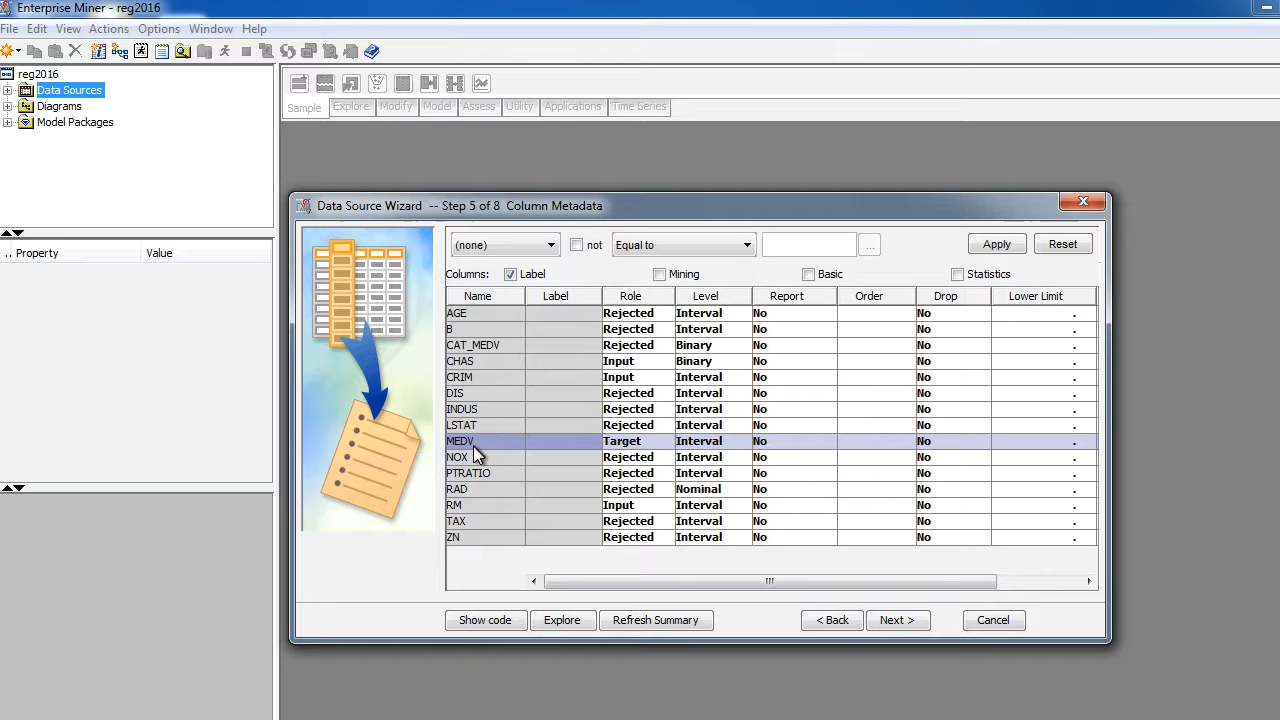 Enterprise Miner - reg2016
File Edit View Actions Options Window Help
reg2016
Data Sources
Diagrams
Model Packages
.. Property Value
Sample Explore Modify Model Assess Utility Applications Time Series
Data Source Wizard -- Step 5 of 8 Column Metadata
(none) not Equal to ... Apply Reset
Columns: Label Mining Basic Statistics
Name Label Role Level Report Order Drop Lower Limit
AGE Rejected Interval No No .
B Rejected Interval No No .
CAT_MEDV Rejected Binary No No .
CHAS Input Binary No No .
CRIM Input Interval No No .
DIS Rejected Interval No No .
INDUS Rejected Interval No No .
LSTAT Rejected Interval No No .
MEDV Target Interval No No .
NOX Rejected Interval No No .
PTRATIO Rejected Interval No No .
RAD Rejected Nominal No No .
RM Input Interval No No .
TAX Rejected Interval No No .
ZN Rejected Interval No No .
Show code Explore Refresh Summary < Back Next > Cancel